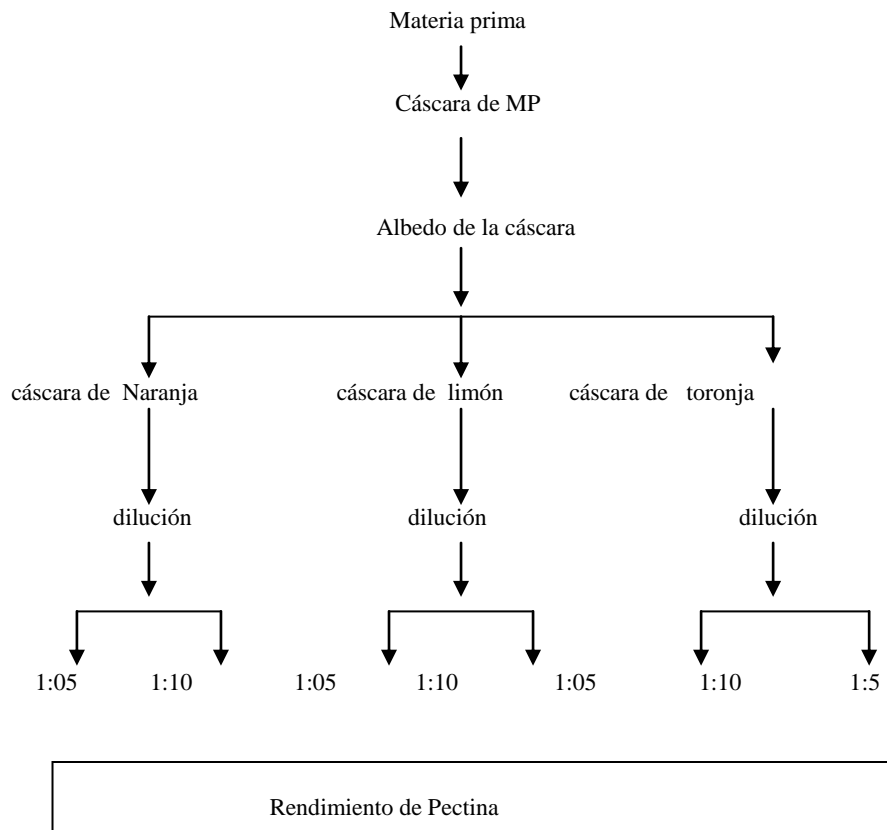 Materia prima
Cáscara de MP
Albedo de la cáscara
cáscara de Naranja cáscara de limón cáscara de toronja
dilución dilución dilución
1:05 1:10 1:05 1:10 1:05 1:10 1:5
Rendimiento de Pectina